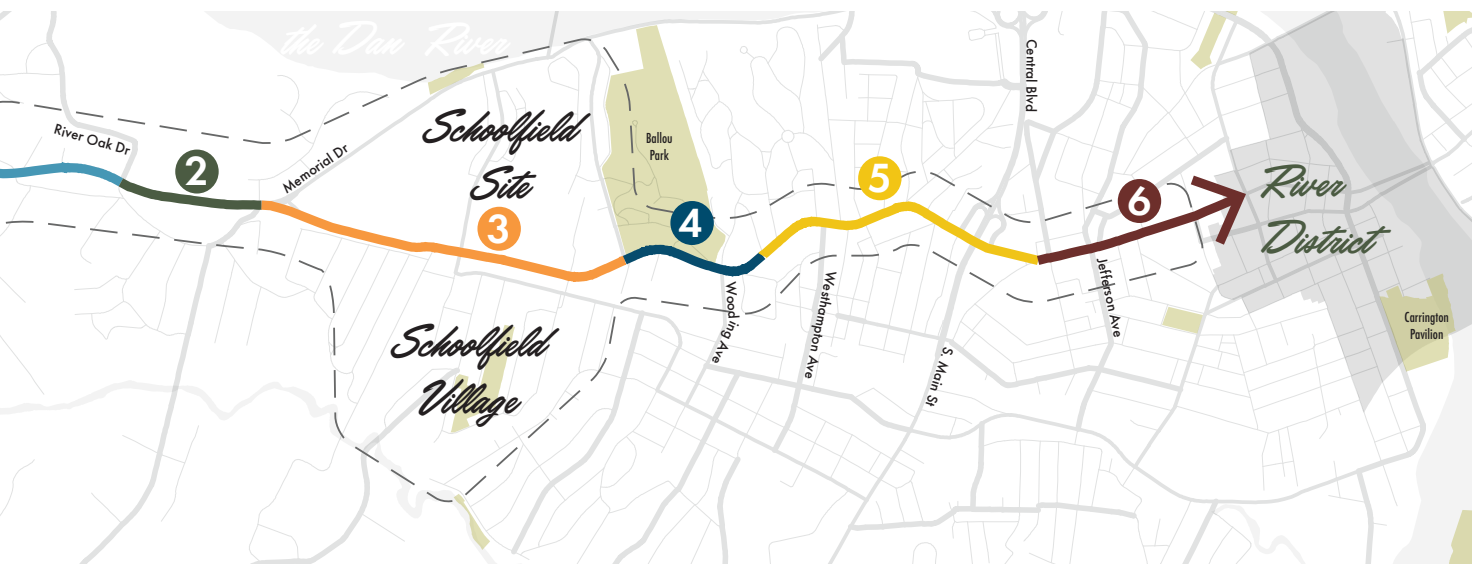 the Dan River
Central Blvd
River Oak Dr
Schoolfield
Site
Ballou
Park
Memorial Dr
2
3
4
5
6
River
District
Jefferson Ave
Wooding Ave
Westhampton Ave
Carrington
Pavilion
Schoolfield
Village
S. Main St